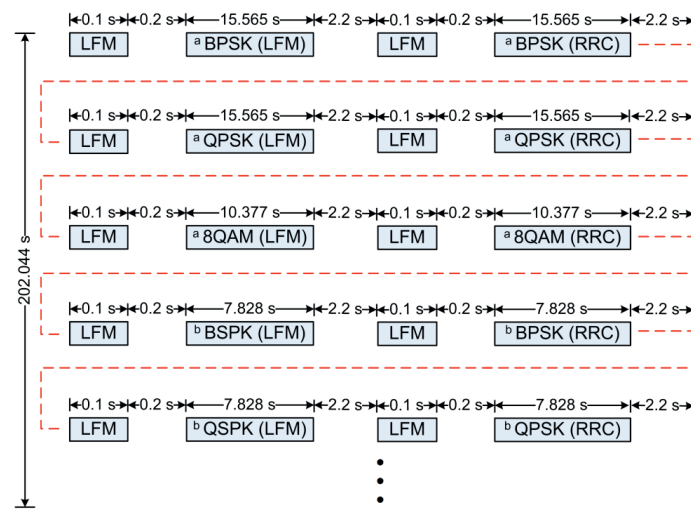 0.1 s 0.2 s 15.565 s 2.2 s 0.1 s 0.2 s 15.565 s 2.2 s
LFM a BPSK (LFM) LFM a BPSK (RRC)
0.1 s 0.2 s 15.565 s 2.2 s 0.1 s 0.2 s 15.565 s 2.2 s
LFM a QPSK (LFM) LFM a QPSK (RRC)
0.1 s 0.2 s 10.377 s 2.2 s 0.1 s 0.2 s 10.377 s 2.2 s
LFM a 8QAM (LFM) LFM a 8QAM (RRC)
202.044 s
0.1 s 0.2 s 7.828 s 2.2 s 0.1 s 0.2 s 7.828 s 2.2 s
LFM b BSPK (LFM) LFM b BPSK (RRC)
0.1 s 0.2 s 7.828 s 2.2 s 0.1 s 0.2 s 7.828 s 2.2 s
LFM b QSPK (LFM) LFM b QPSK (RRC)